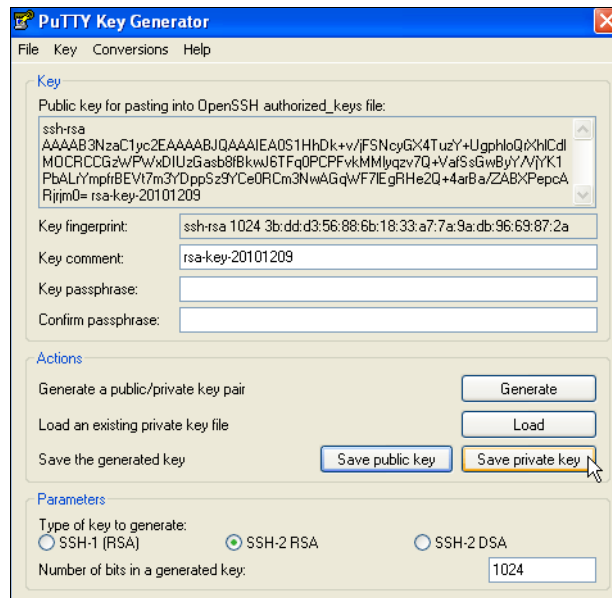 PuTTY Key Generator
File Key Conversions Help
Key
Public key for pasting into OpenSSH authorized_keys file:
ssh-rsa
AAAAB3NzaC1yc2EAAAABJQAAAIEA0S1HhDk+v/jFSNcyGX4TuzY+UgphloQrXhlCdl
MOCRCCGzWPWxDIUzGasb8fBkwJ6TFq0PCPFvkMMlyqzv7Q+VafSsGwByY/VjYK1
PbALrYmpfrBEVt7m3YDppSz9YCe0RCm3NwAGqWF7lEgRHe2Q+4arBa/ZABXPepcA
Rjrjm0= rsa-key-20101209
Key fingerprint: ssh-rsa 1024 3b:dd:d3:56:88:6b:18:33:a7:7a:9a:db:96:69:87:2a
Key comment: rsa-key-20101209
Key passphrase:
Confirm passphrase:
Actions
Generate a public/private key pair Generate
Load an existing private key file Load
Save the generated key Save public key Save private key
Parameters
Type of key to generate:
SSH-1 (RSA) SSH-2 RSA SSH-2 DSA
Number of bits in a generated key: 1024